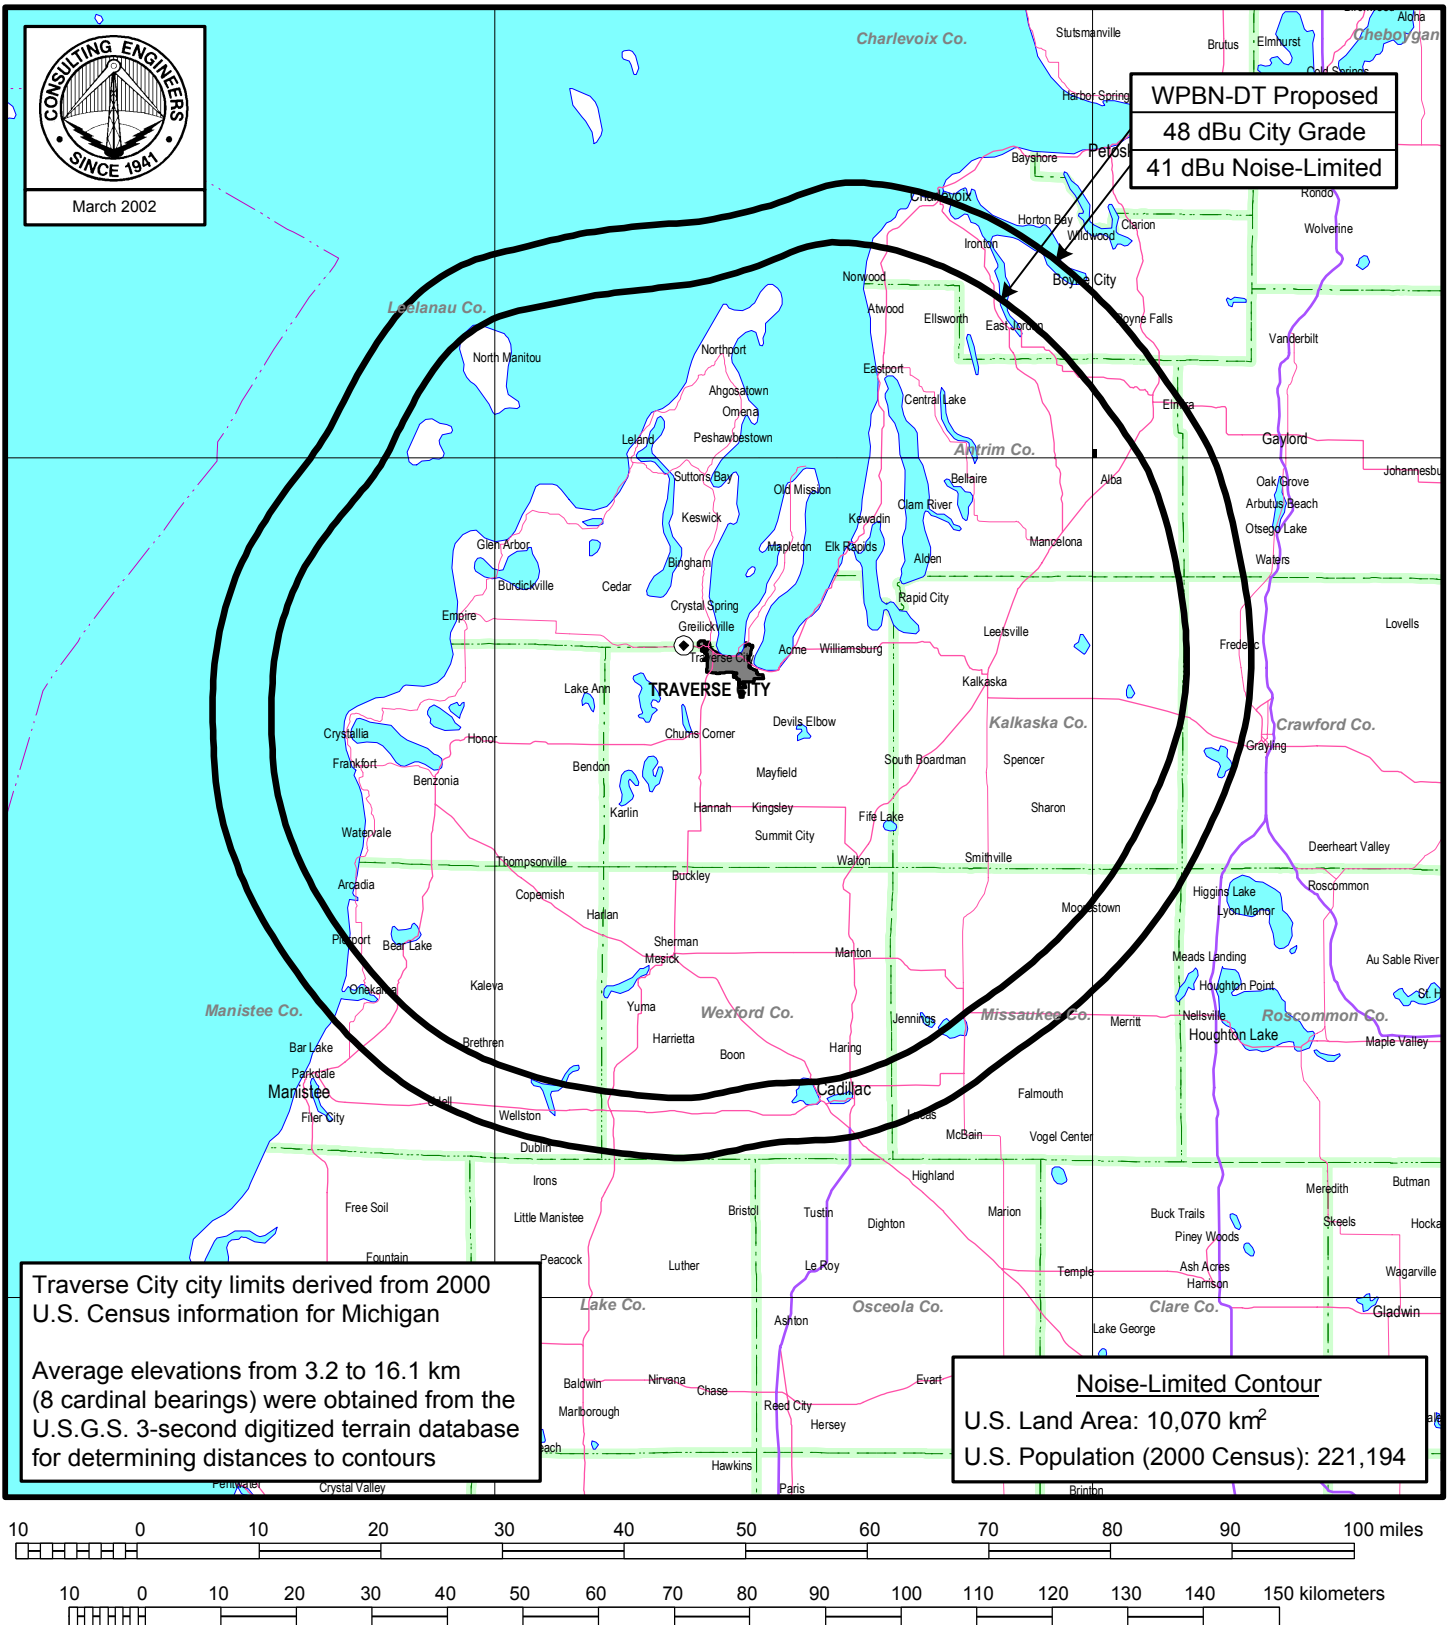 CONSULTING ENGINEERS
SINCE 1941
March 2002
Charlevoix Co.
Stutsmanville
Aloha
Brutus
Elmhurst
Cheboygan
Harbor Spring
WPBN-DT Proposed
48 dBu City Grade
41 dBu Noise-Limited
Bayshore
Charlevoix
Rondo
Horton Bay
Clarion
Wildwood
Wolverine
Ironton
Norwood
Boyne City
Leelanau Co.
Atwood
Ellsworth
East Jordan
Boyne Falls
Vanderbilt
North Manitou
Northport
Eastport
Ahgosatown
Central Lake
Omena
Elmira
Leland
Peshawbestown
Gaylord
Antrim Co.
Johannesbu
Suttons Bay
Old Mission
Bellaire
Alba
Oak Grove
Clam River
Arbutus Beach
Keswick
Kewadin
Otsego Lake
Glen Arbor
Mapleton
Elk Rapids
Mancelona
Bingham
Alden
Waters
Burdickville
Cedar
Rapid City
Crystal Spring
Empire
Greilickville
Leetsville
Lovells
Traverse City
Acme
Williamsburg
Frederic
TRAVERSE CITY
Lake Ann
Kalkaska
Devils Elbow
Kalkaska Co.
Crawford Co.
Crystallia
Honor
Chums Corner
Grayling
Frankfort
Bendon
South Boardman
Spencer
Benzonia
Mayfield
Karlin
Hannah
Kingsley
Fife Lake
Sharon
Watervale
Summit City
Deerheart Valley
Thompsonville
Walton
Smithville
Arcadia
Buckley
Copemish
Higgins Lake
Roscommon
Harlan
Moorestown
Lyon Manor
Pierport
Bear Lake
Sherman
Manton
Mesick
Meads Landing
Au Sable River
Onekama
Kaleva
Houghton Point
St. H
Yuma
Manistee Co.
Wexford Co.
Jennings
Missaukee Co.
Merritt
Nellsville
Roscommon Co.
Houghton Lake
Bar Lake
Brethren
Harrietta
Boon
Haring
Maple Valley
Parkdale
Manistee
Cadillac
Falmouth
Udell
Filer City
Wellston
Lucas
McBain
Vogel Center
Dublin
Irons
Highland
Meredith
Butman
Free Soil
Little Manistee
Bristol
Tustin
Dighton
Marion
Buck Trails
Skeels
Hocka
Piney Woods
Fountain
Peacock
Luther
Le Roy
Temple
Ash Acres
Wagarville
Harrison
Lake Co.
Osceola Co.
Clare Co.
Gladwin
Ashton
Lake George
Traverse City city limits derived from 2000
U.S. Census information for Michigan
Average elevations from 3.2 to 16.1 km
(8 cardinal bearings) were obtained from the
U.S.G.S. 3-second digitized terrain database
for determining distances to contours
Baldwin
Nirvana
Chase
Evart
Marlborough
Reed City
Hersey
each
Hawkins
Pentwater
Crystal Valley
Paris
Brinton
Noise-Limited Contour
U.S. Land Area: 10,070 km²
U.S. Population (2000 Census): 221,194
10 0 10 20 30 40 50 60 70 80 90 100 miles
10 0 10 20 30 40 50 60 70 80 90 100 110 120 130 140 150 kilometers